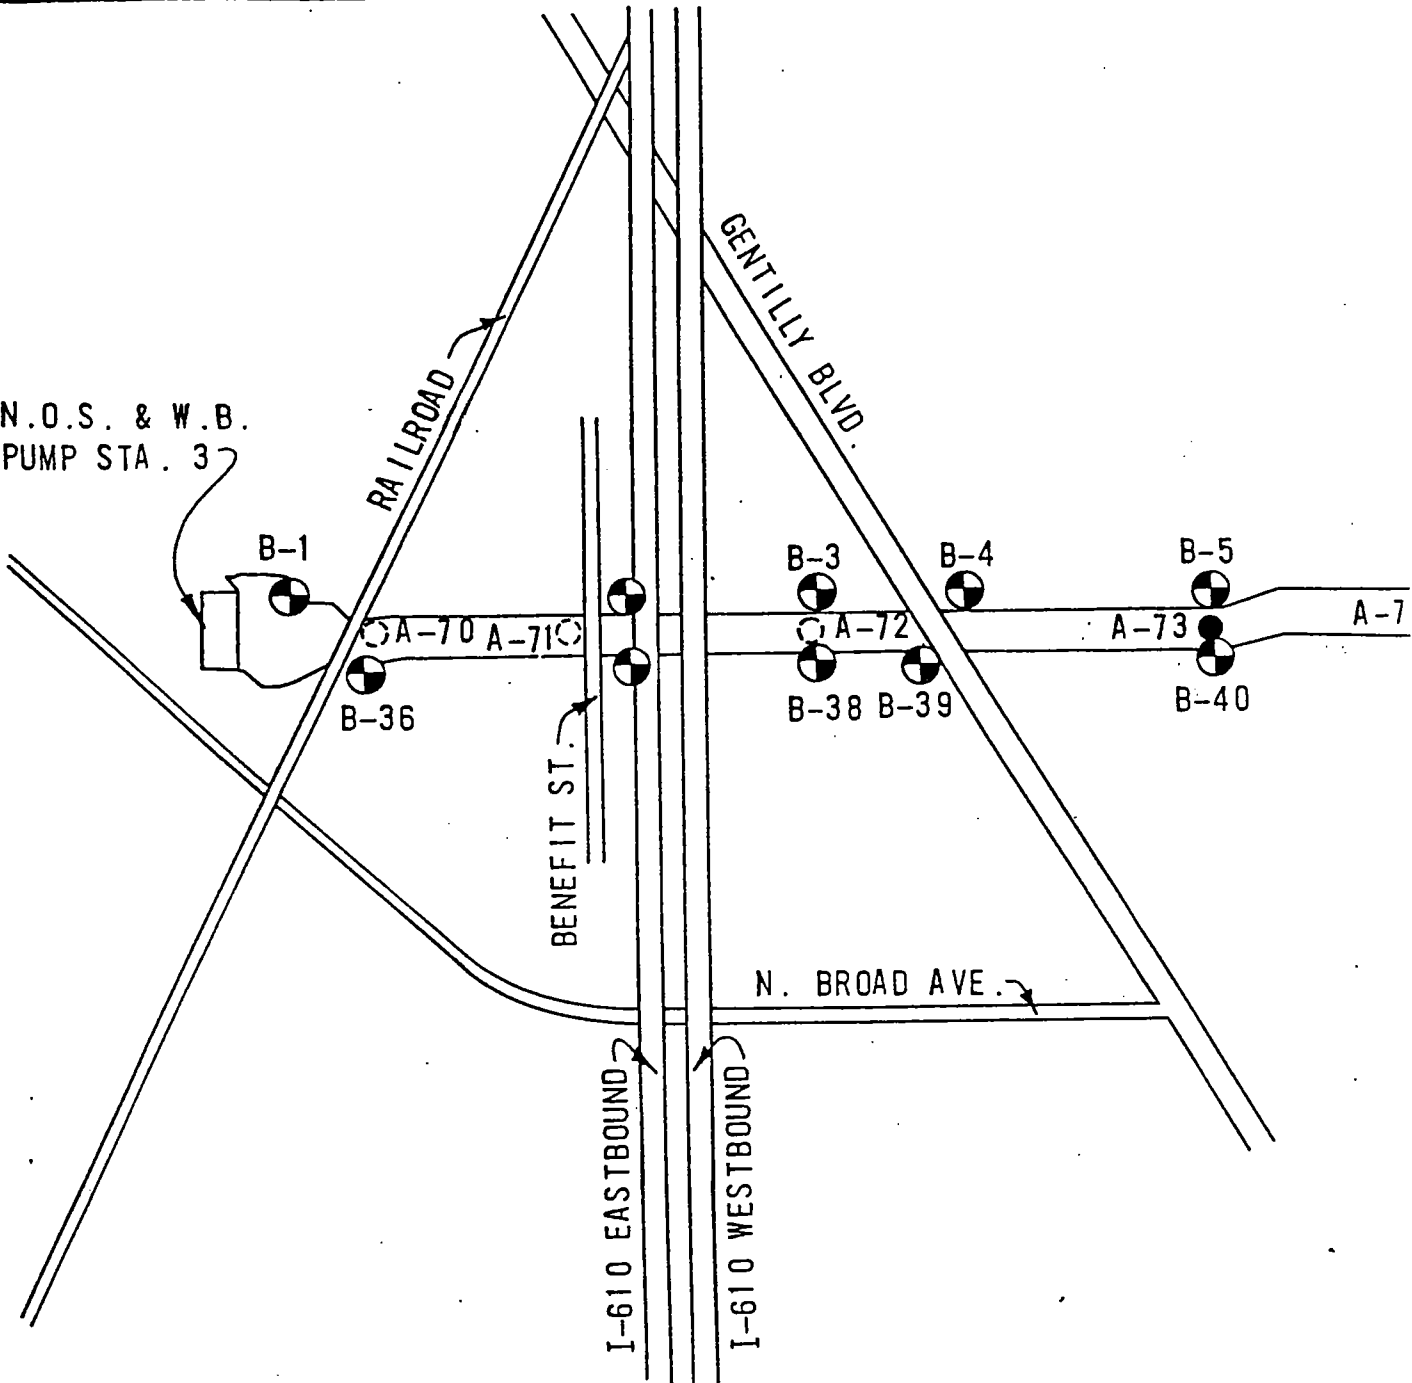 GENTILLY BLVD.
RAILROAD
N.O.S. & W.B.
PUMP STA. 3
B-1
B-3
B-4
B-5
A-70
A-71
A-72
A-73
A-7
B-36
B-38
B-39
B-40
BENEFIT ST.
N. BROAD AVE.
I-610 EASTBOUND
I-610 WESTBOUND